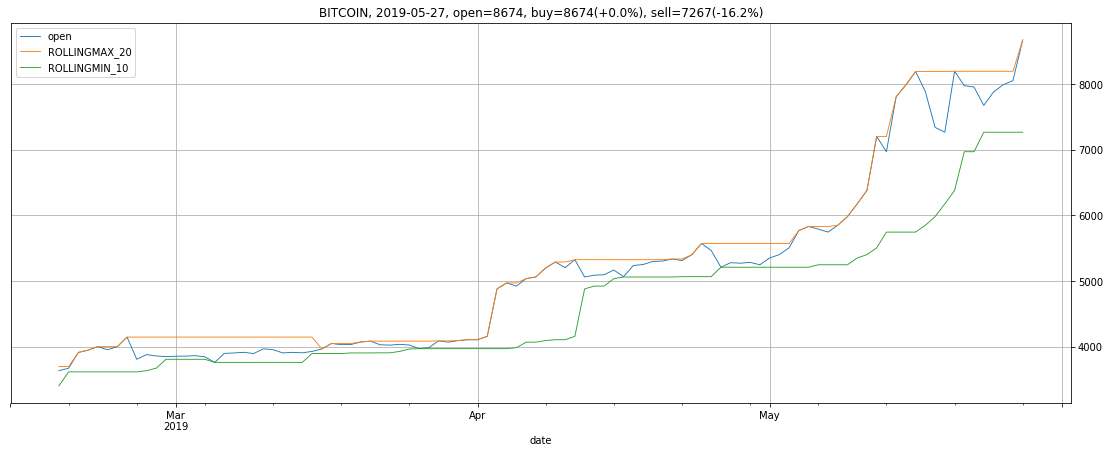 BITCOIN, 2019-05-27, open=8674, buy=8674(+0.0%), sell=7267(-16.2%)
open
ROLLINGMAX_20
ROLLINGMIN_10
8000
7000
6000
5000
4000
Mar
2019
Apr
May
date